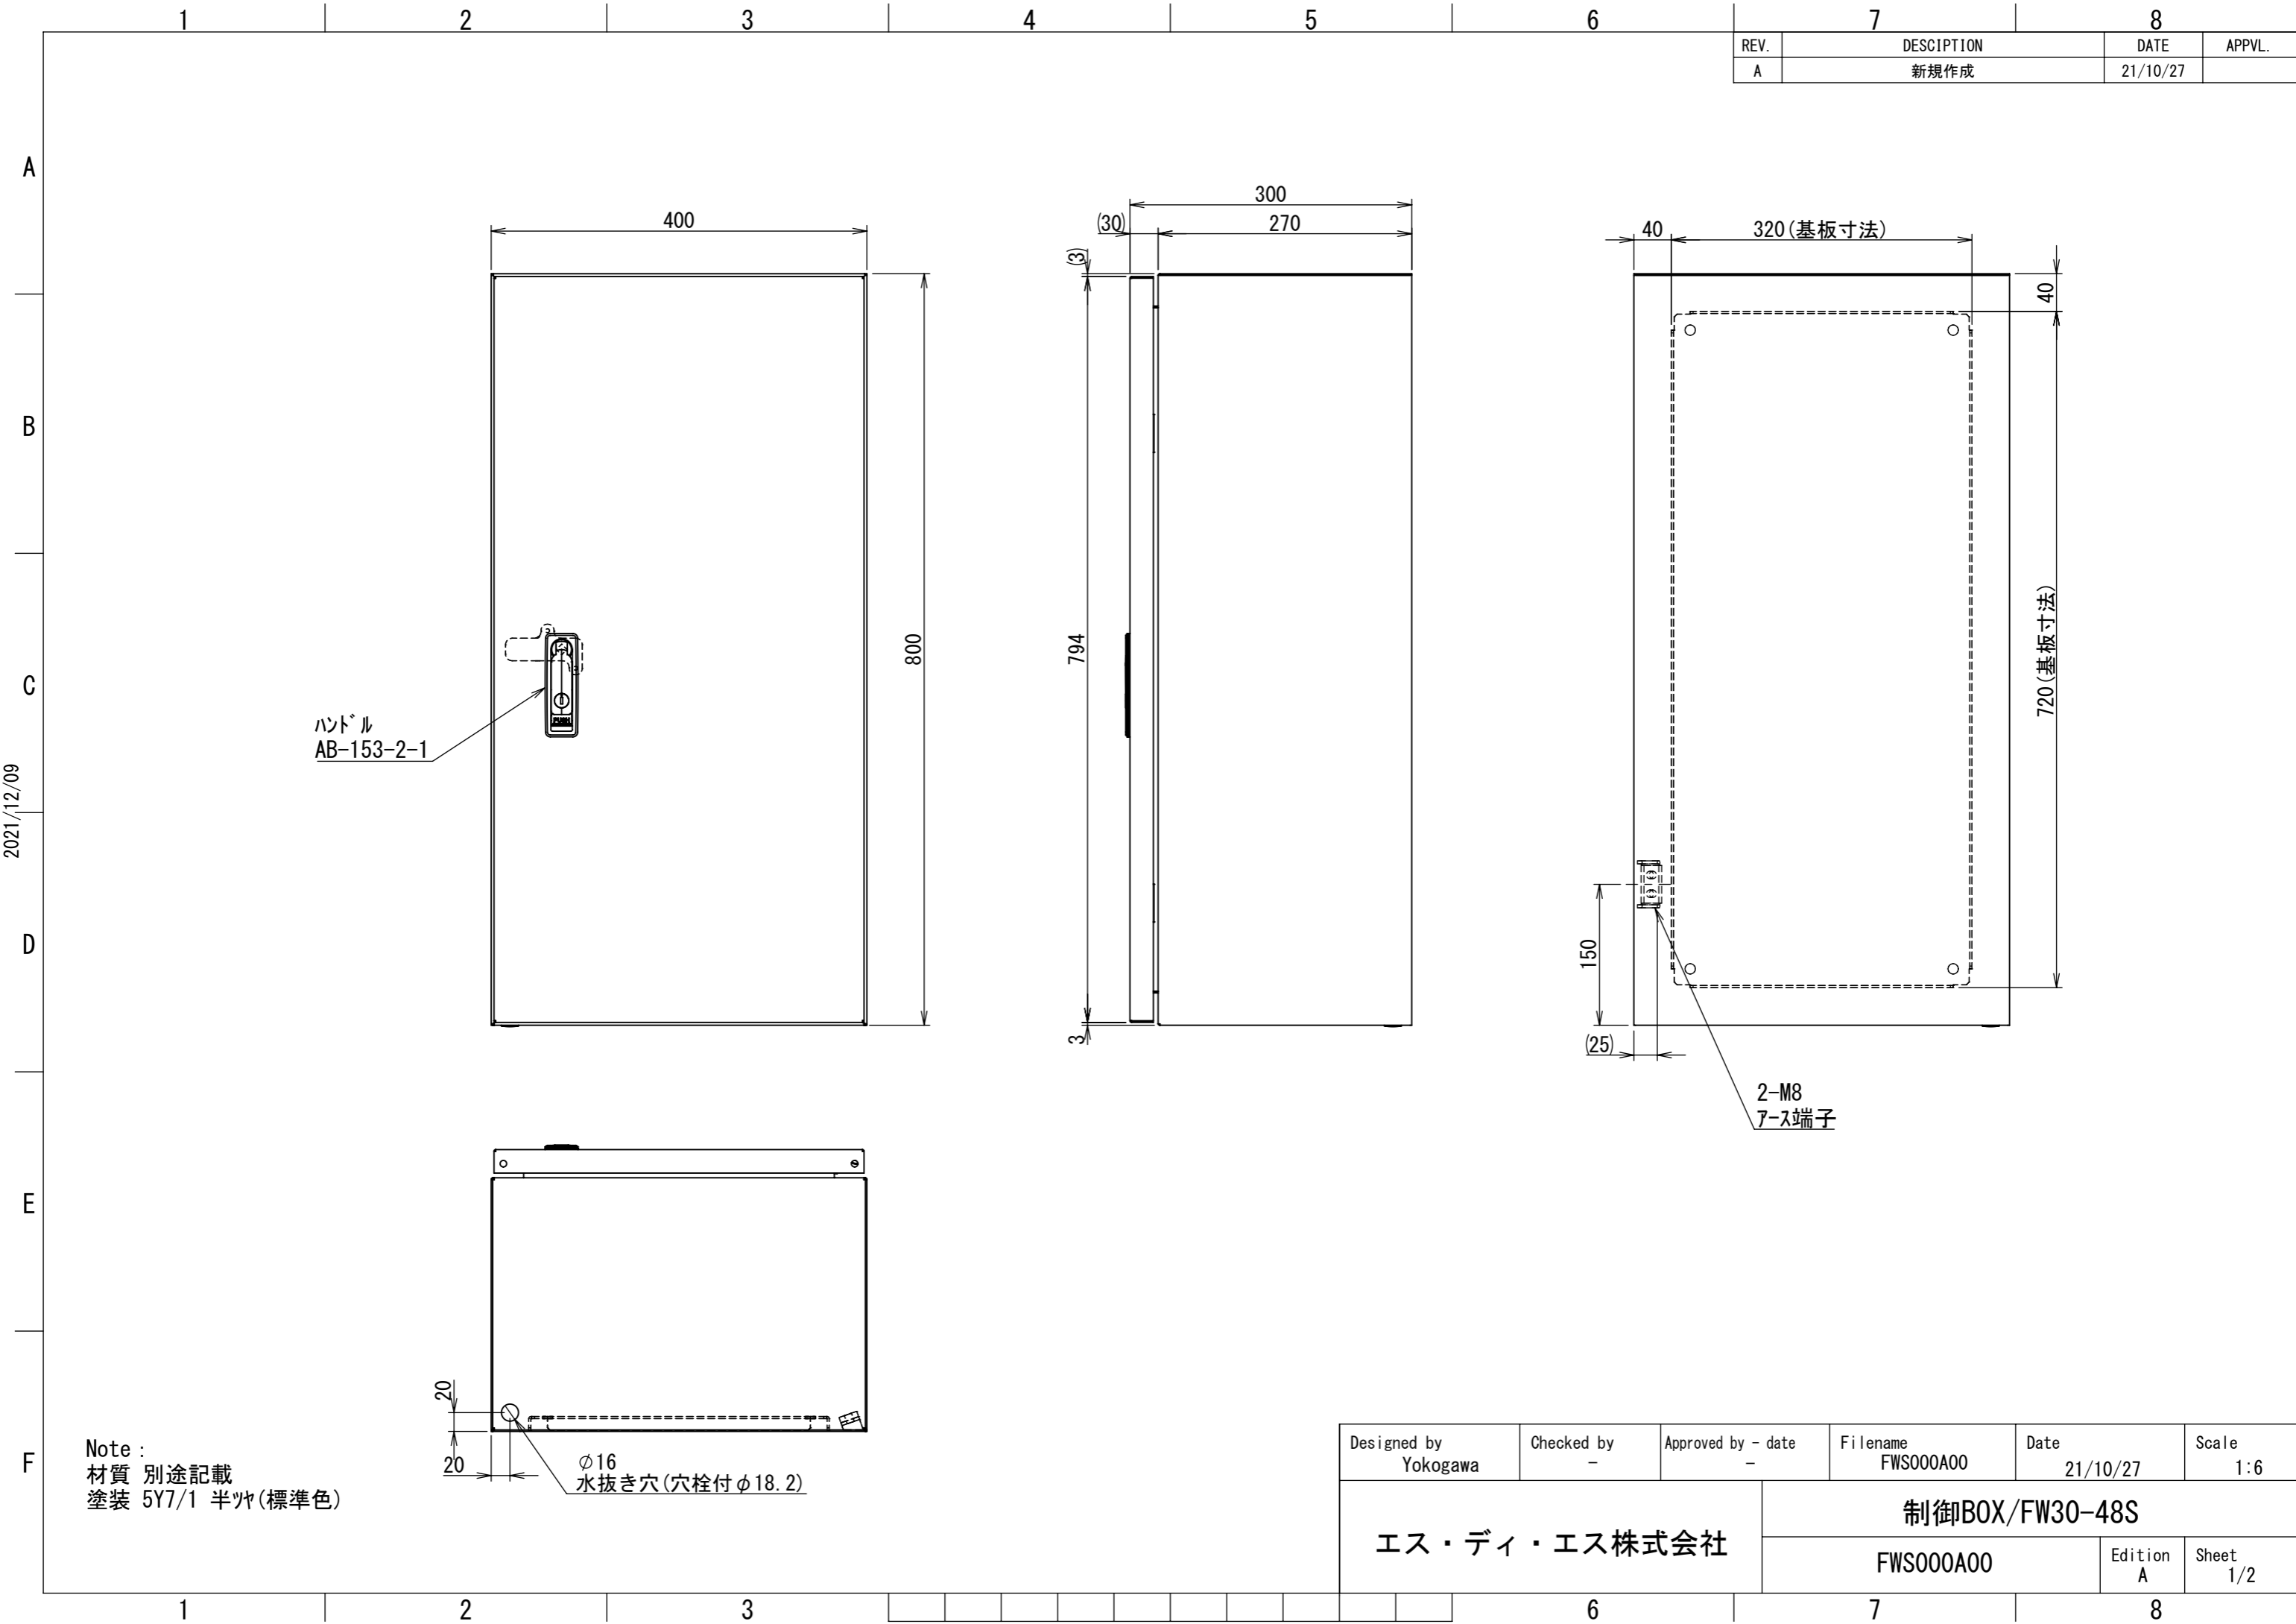 1 2 3 4 5 6 7 8
REV. DESCIPTION DATE APPVL.
A 新規作成 21/10/27
A
B
C
D
E
F
2021/12/09
400
800
ハンドル
AB-153-2-1
PUSH
300
(30) 270
(3)
794
3
40 320(基板寸法)
40
720(基板寸法)
150
(25)
2-M8
アース端子
20
20
φ16
水抜き穴(穴栓付φ18.2)
Note :
材質 別途記載
塗装 5Y7/1 半ツヤ(標準色)
Designed by Checked by Approved by - date Filename Date Scale
Yokogawa - - FWS000A00 21/10/27 1:6
エス・ディ・エス株式会社
制御BOX/FW30-48S
FWS000A00
Edition Sheet
A 1/2
1 2 3 6 7 8